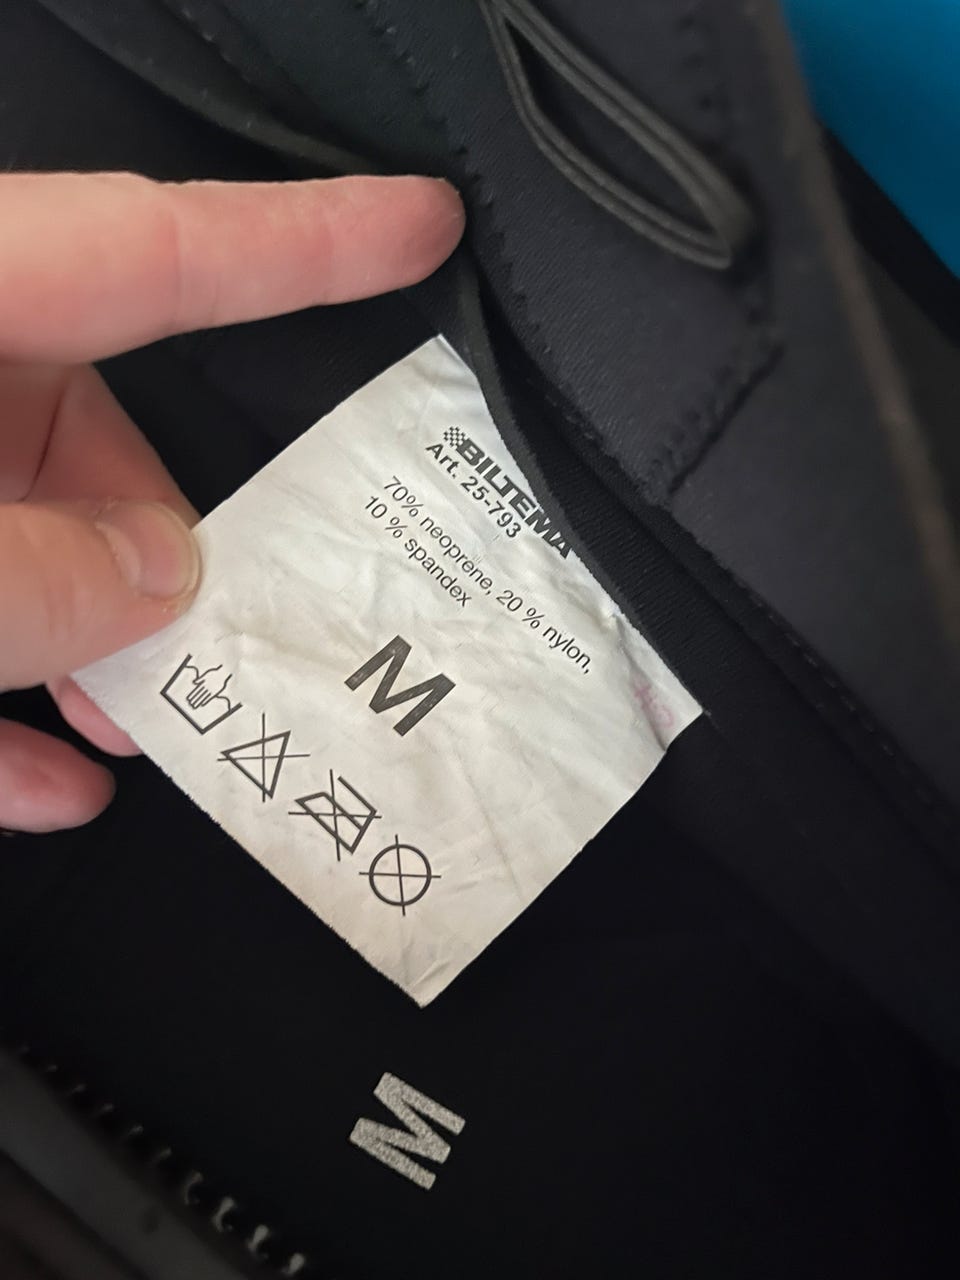 BILTEMA
Art. 25-793
70% neoprene, 20 % nylon,
10 % spandex
M
M